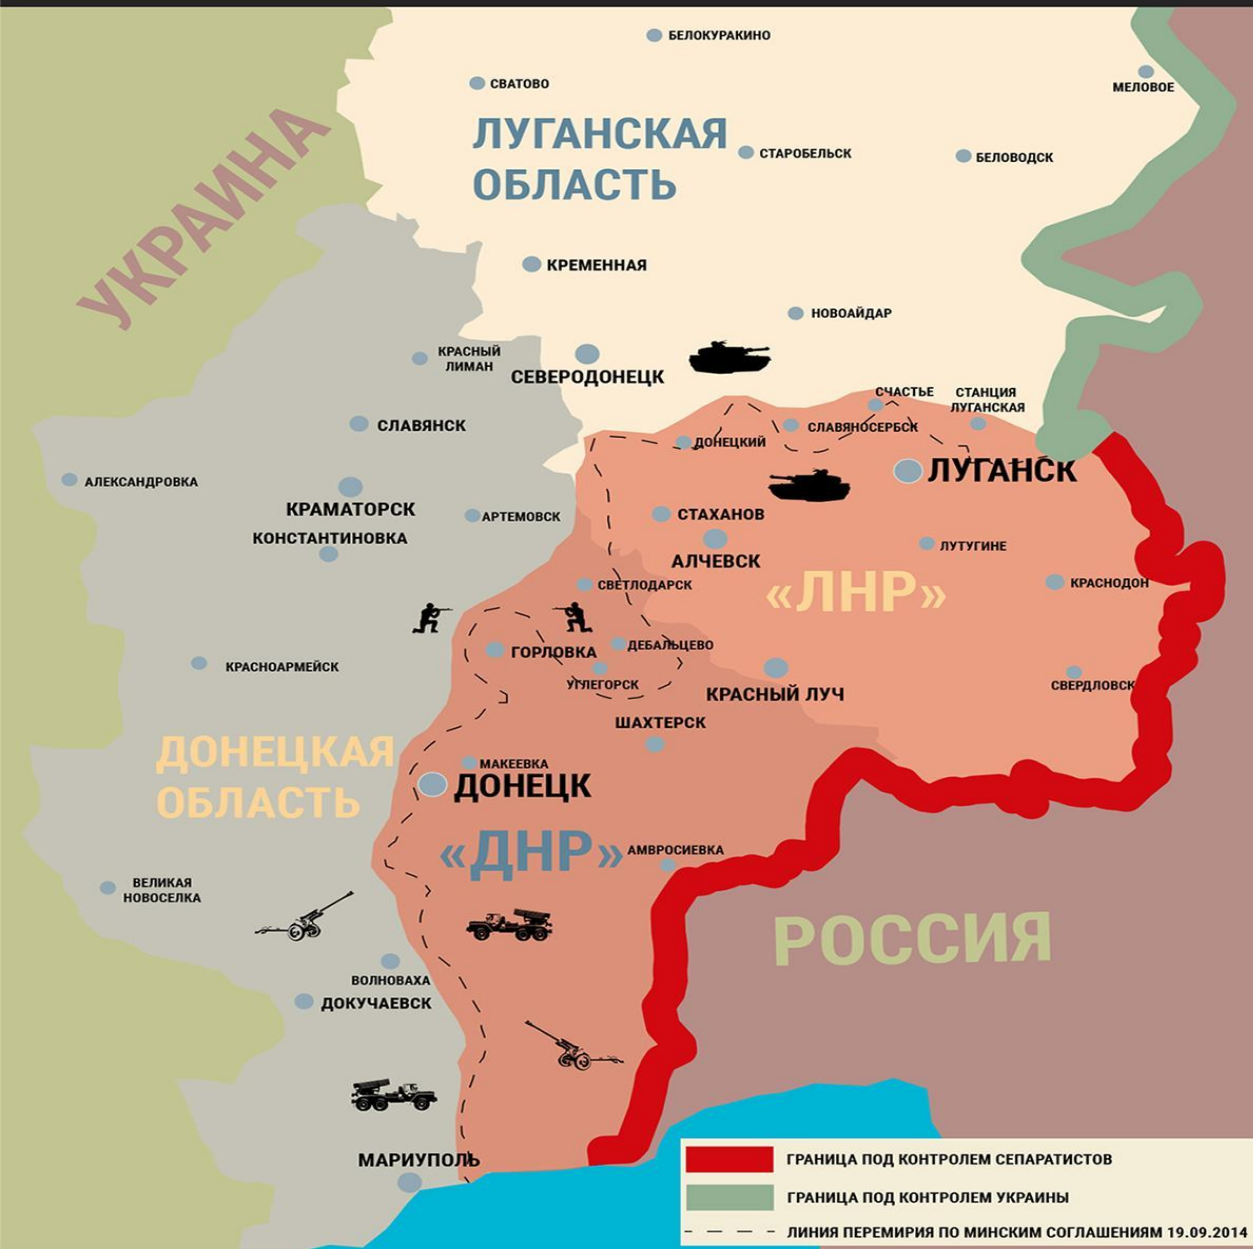 БЕЛОКУРАКИНО
СВАТОВО
МЕЛОВОЕ
УКРАИНА
ЛУГАНСКАЯ
ОБЛАСТЬ
СТАРОБЕЛЬСК
БЕЛОВОДСК
КРЕМЕННАЯ
НОВОАЙДАР
КРАСНЫЙ
ЛИМАН
СЕВЕРОДОНЕЦК
СЧАСТЬЕ
СТАНЦИЯ
ЛУГАНСКАЯ
СЛАВЯНСК
СЛАВЯНОСЕРБСК
ДОНЕЦКИЙ
ЛУГАНСК
АЛЕКСАНДРОВКА
КРАМАТОРСК
АРТЕМОВСК
СТАХАНОВ
КОНСТАНТИНОВКА
ЛУТУГИНЕ
АЛЧЕВСК
СВЕТЛОДАРСК
«ЛНР»
КРАСНОДОН
ГОРЛОВКА
ДЕБАЛЬЦЕВО
КРАСНОАРМЕЙСК
УГЛЕГОРСК
КРАСНЫЙ ЛУЧ
СВЕРДЛОВСК
ШАХТЕРСК
ДОНЕЦКАЯ
ОБЛАСТЬ
МАКЕЕВКА
ДОНЕЦК
«ДНР»
АМВРОСИЕВКА
ВЕЛИКАЯ
НОВОСЕЛКА
РОССИЯ
ВОЛНОВАХА
ДОКУЧАЕВСК
МАРИУПОЛЬ
ГРАНИЦА ПОД КОНТРОЛЕМ СЕПАРАТИСТОВ
ГРАНИЦА ПОД КОНТРОЛЕМ УКРАИНЫ
ЛИНИЯ ПЕРЕМИРИЯ ПО МИНСКИМ СОГЛАШЕНИЯМ 19.09.2014